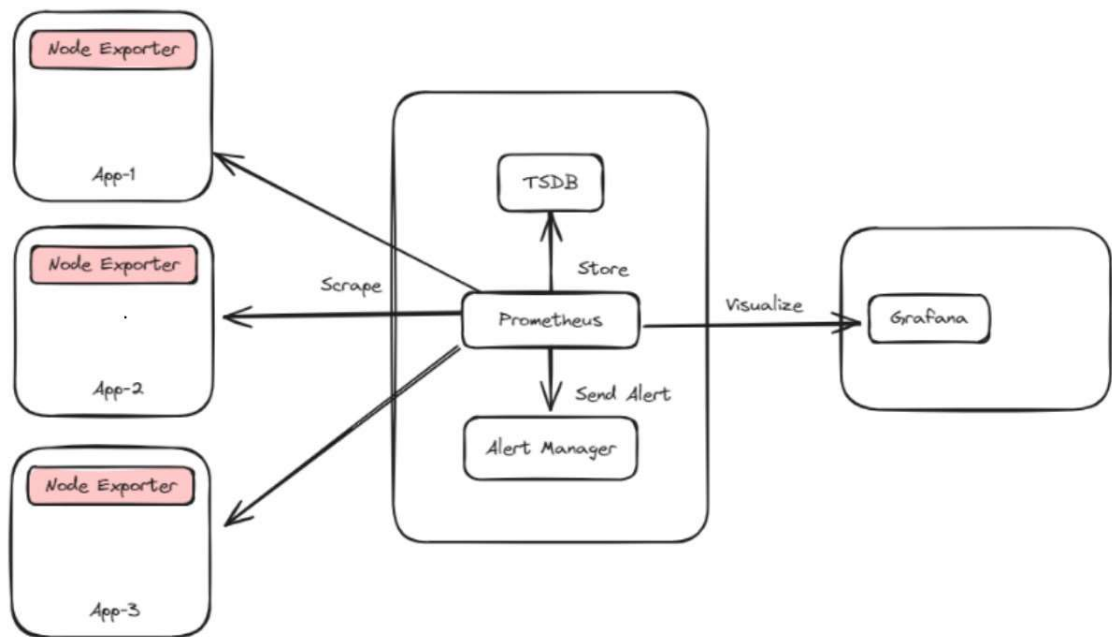 Node Exporter
App-1
Node Exporter
App-2
Node Exporter
App-3
Scrape
TSDB
Store
Prometheus
Send Alert
Alert Manager
Visualize
Grafana